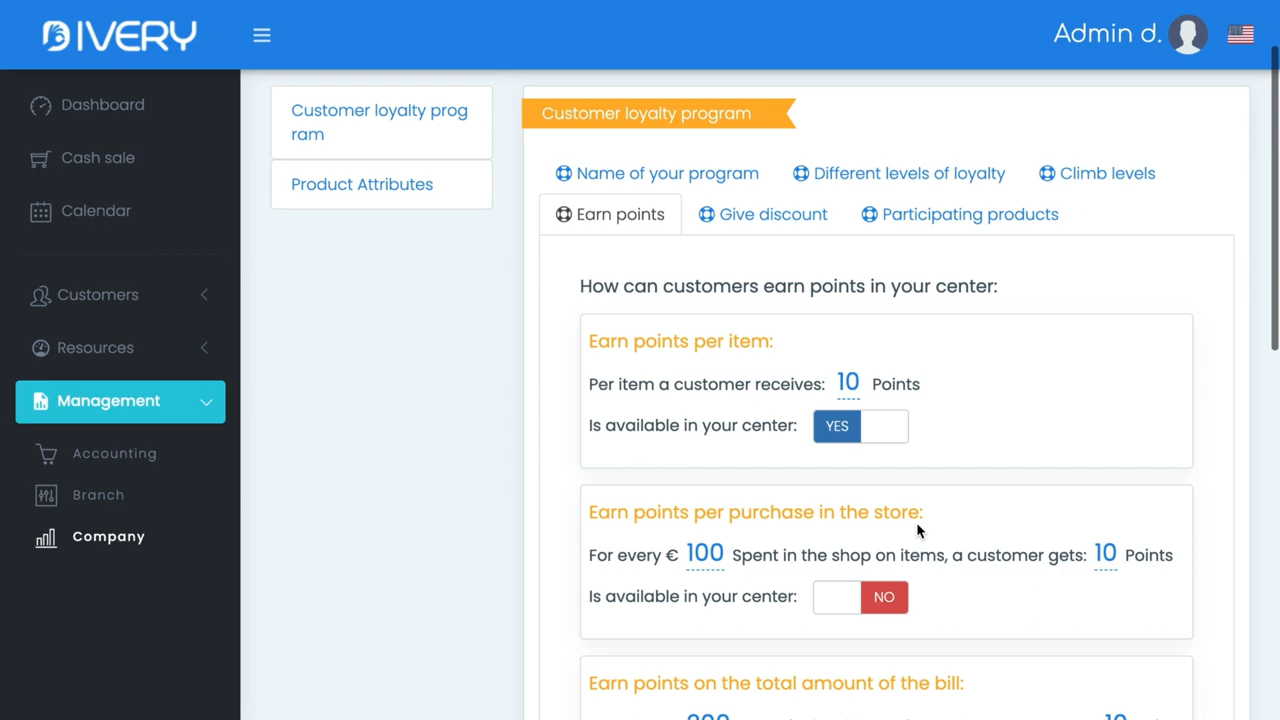 DIVERY
Admin d.
Dashboard
Cash sale
Calendar
Customers
Resources
Management
Accounting
Branch
Company
Customer loyalty prog
ram
Product Attributes
Customer loyalty program
Name of your program
Different levels of loyalty
Climb levels
Earn points
Give discount
Participating products
How can customers earn points in your center:
Earn points per item:
Per item a customer receives: 10 Points
Is available in your center: YES
Earn points per purchase in the store:
For every € 100 Spent in the shop on items, a customer gets: 10 Points
Is available in your center: NO
Earn points on the total amount of the bill: